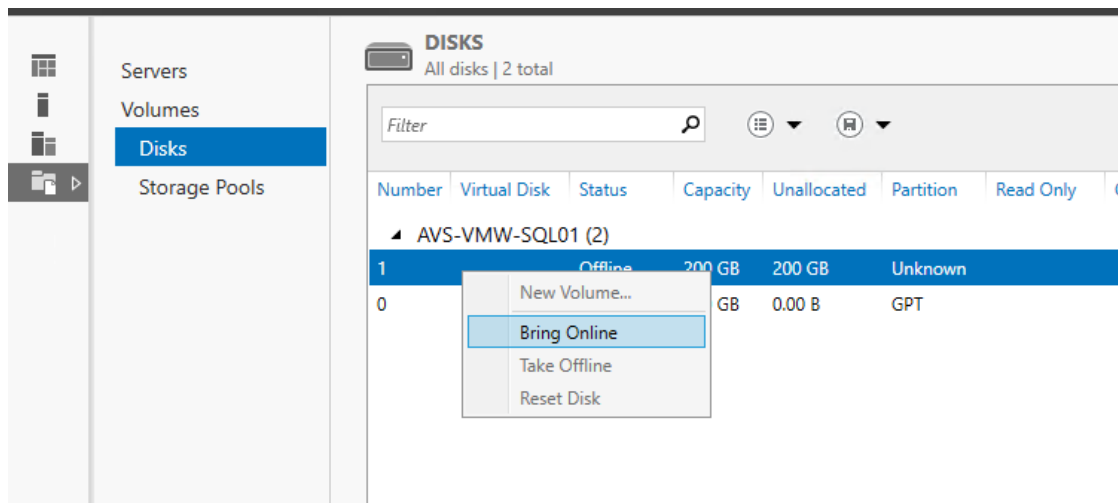 DISKS
All disks | 2 total
Servers
Volumes
Disks
Storage Pools
Filter
Number Virtual Disk Status Capacity Unallocated Partition Read Only
AVS-VMW-SQL01 (2)
1 Offline 200 GB 200 GB Unknown
0 GB 0.00 B GPT
New Volume...
Bring Online
Take Offline
Reset Disk